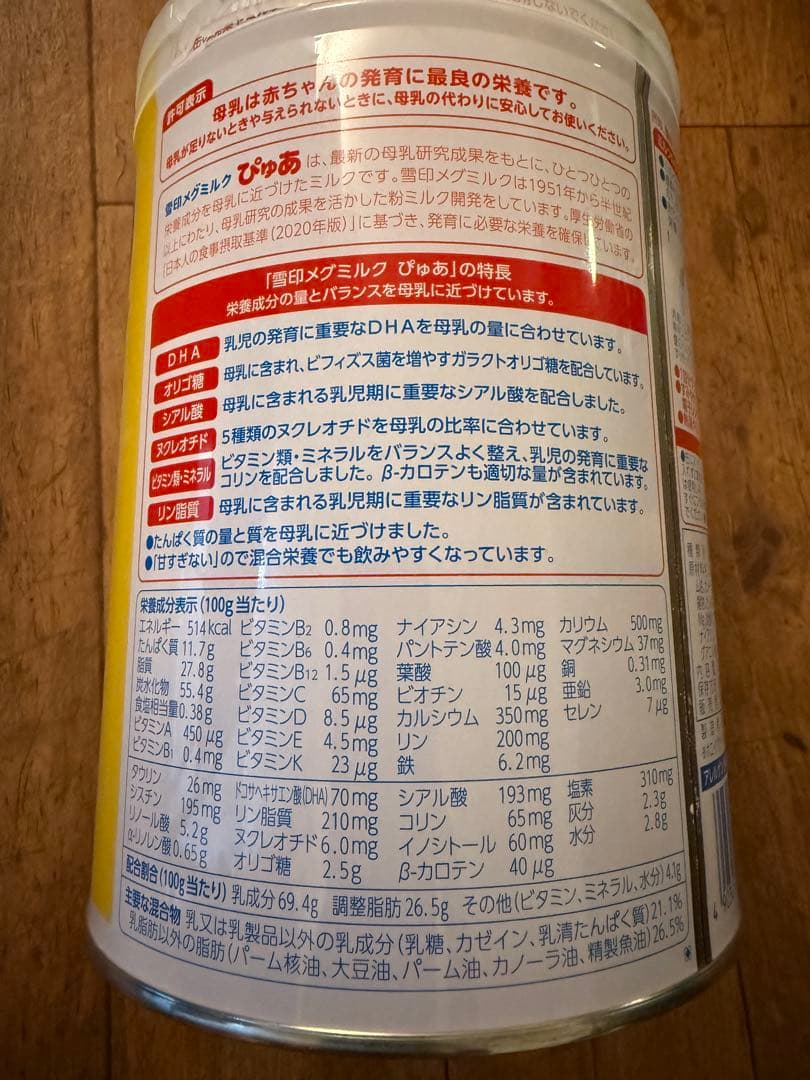 許可表示
母乳は赤ちゃんの発育に最良の栄養です。
母乳が足りないときや与えられないときに、母乳の代わりに安心してお使いください。
雪印メグミルク ぴゅあ は、最新の母乳研究成果をもとに、ひとつひとつの
栄養成分を母乳に近づけたミルクです。雪印メグミルクは1951年から半世紀
以上にわたり、母乳研究の成果を活かした粉ミルク開発をしています。厚生労働省の
「日本人の食事摂取基準(2020年版)」に基づき、発育に必要な栄養を確保しています。
「雪印メグミルク ぴゅあ」の特長
栄養成分の量とバランスを母乳に近づけています。
DHA 乳児の発育に重要なDHAを母乳の量に合わせています。
オリゴ糖 母乳に含まれ、ビフィズス菌を増やすガラクトオリゴ糖を配合しています。
シアル酸 母乳に含まれる乳児期に重要なシアル酸を配合しました。
ヌクレオチド 5種類のヌクレオチドを母乳の比率に合わせています。
ビタミン類・ミネラル ビタミン類・ミネラルをバランスよく整え、乳児の発育に重要な
コリンを配合しました。β-カロテンも適切な量が含まれています。
リン脂質 母乳に含まれる乳児期に重要なリン脂質が含まれています。
●たんぱく質の量と質を母乳に近づけました。
●「甘すぎない」ので混合栄養でも飲みやすくなっています。
栄養成分表示(100g当たり)
エネルギー 514kcal ビタミンB2 0.8mg ナイアシン 4.3mg カリウム 500mg
たんぱく質 11.7g ビタミンB6 0.4mg パントテン酸 4.0mg マグネシウム 37mg
脂質 27.8g ビタミンB12 1.5μg 葉酸 100μg 銅 0.31mg
炭水化物 55.4g ビタミンC 65mg ビオチン 15μg 亜鉛 3.0mg
食塩相当量 0.38g ビタミンD 8.5μg カルシウム 350mg セレン 7μg
ビタミンA 450μg ビタミンE 4.5mg リン 200mg
ビタミンB1 0.4mg ビタミンK 23μg 鉄 6.2mg
タウリン 26mg ドコサヘキサエン酸(DHA) 70mg シアル酸 193mg 塩素 310mg
シスチン 195mg リン脂質 210mg コリン 65mg 灰分 2.3g
リノール酸 5.2g ヌクレオチド 6.0mg イノシトール 60mg 水分 2.8g
α-リノレン酸 0.65g オリゴ糖 2.5g β-カロテン 40μg
配合割合(100g当たり) 乳成分 69.4g 調整脂肪 26.5g その他(ビタミン、ミネラル、水分) 4.1g
主要な混合物 乳又は乳製品以外の乳成分(乳糖、カゼイン、乳清たんぱく質) 21.1%
乳脂肪以外の脂肪(パーム核油、大豆油、パーム油、カノーラ油、精製魚油) 26.5%